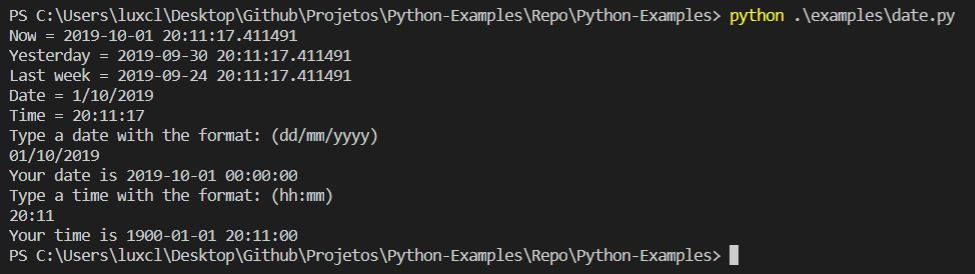 PS C:\Users\luxcl\Desktop\Github\Projetos\Python-Examples\Repo\Python-Examples> python .\examples\date.py
Now = 2019-10-01 20:11:17.411491
Yesterday = 2019-09-30 20:11:17.411491
Last week = 2019-09-24 20:11:17.411491
Date = 1/10/2019
Time = 20:11:17
Type a date with the format: (dd/mm/yyyy)
01/10/2019
Your date is 2019-10-01 00:00:00
Type a time with the format: (hh:mm)
20:11
Your time is 1900-01-01 20:11:00
PS C:\Users\luxcl\Desktop\Github\Projetos\Python-Examples\Repo\Python-Examples>